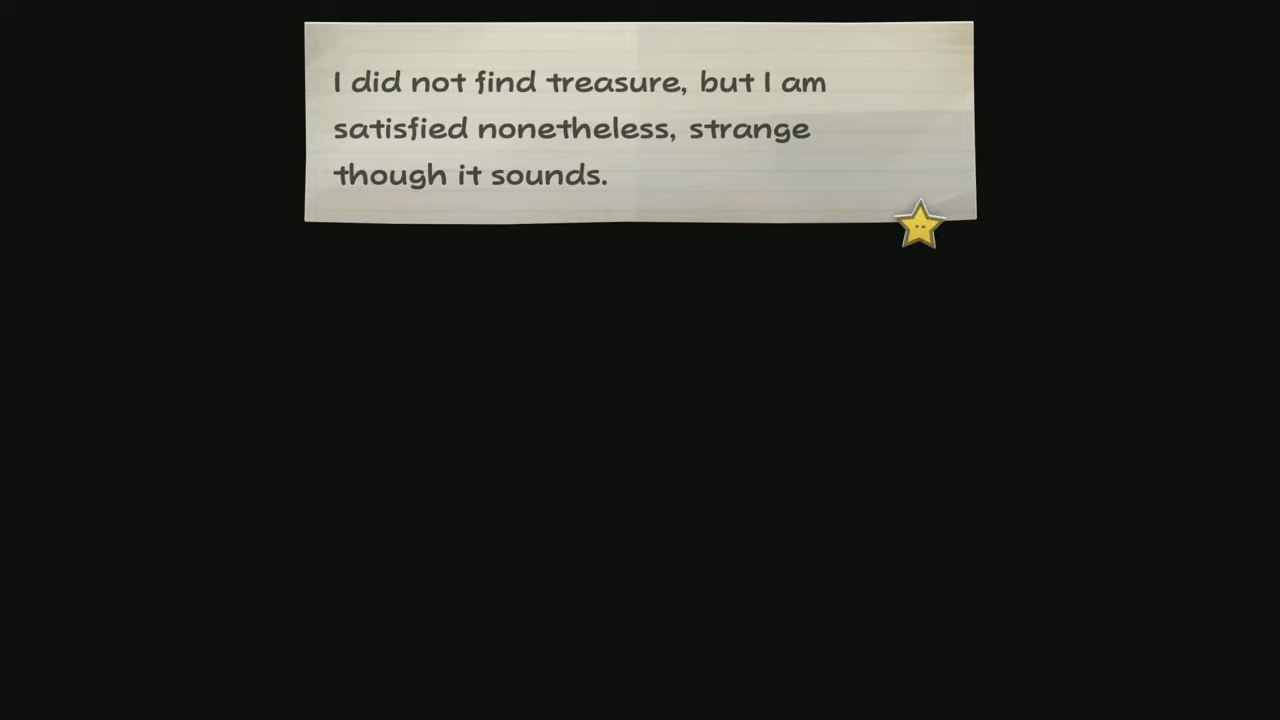 I did not find treasure, but I am
satisfied nonetheless, strange
though it sounds.